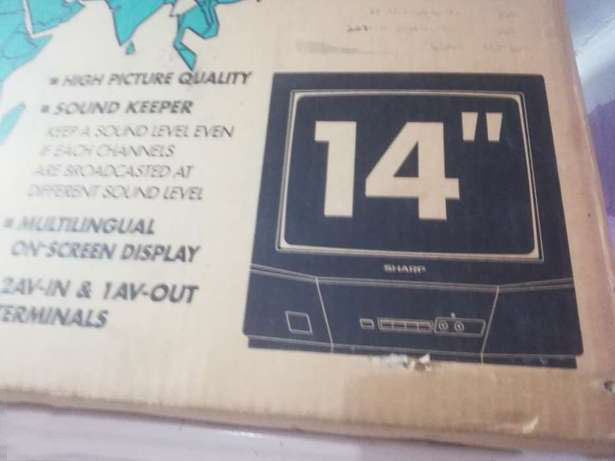 ▪ HIGH PICTURE QUALITY
▪ SOUND KEEPER
KEEP A SOUND LEVEL EVEN
IF EACH CHANNELS
ARE BROADCASTED AT
DIFFERENT SOUND LEVEL
▪ MULTILINGUAL
ON-SCREEN DISPLAY
2AV-IN & 1AV-OUT
TERMINALS
14"
SHARP